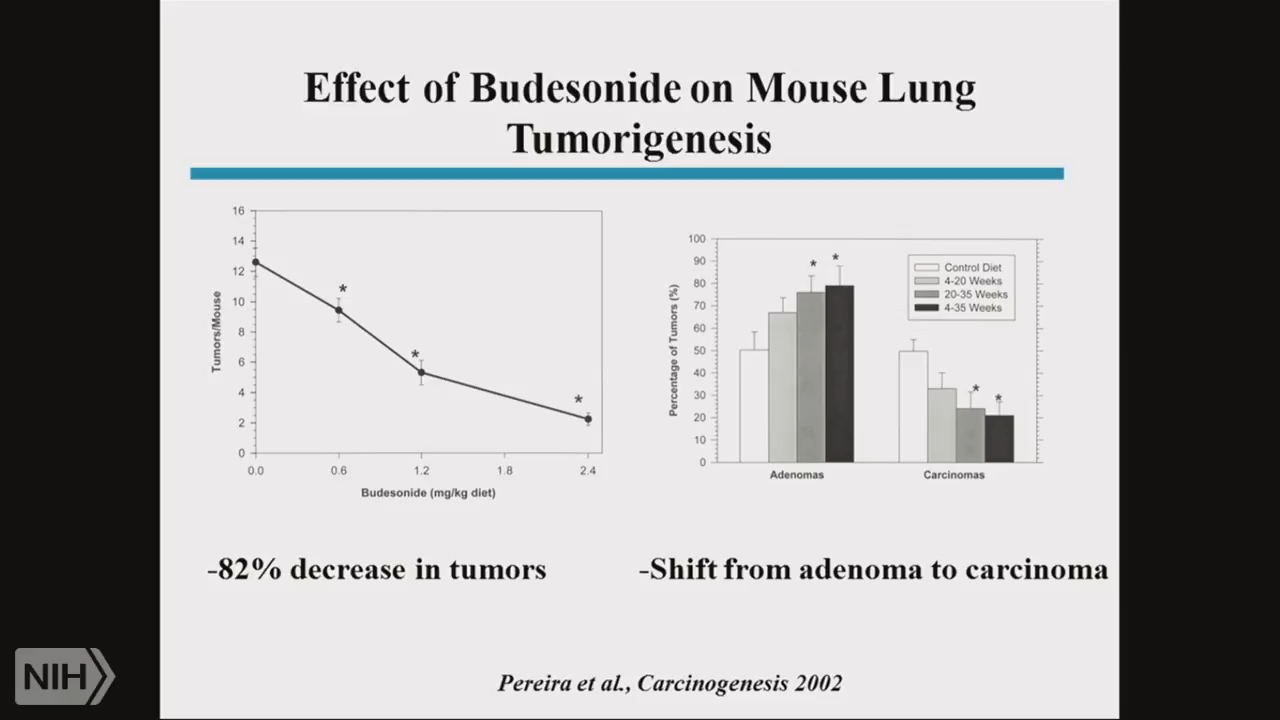 Effect of Budesonide on Mouse Lung
Tumorigenesis
16
14
12
10
8
6
4
2
0
Tumors/Mouse
*
*
*
0.0 0.6 1.2 1.8 2.4
Budesonide (mg/kg diet)
100
90
80
70
60
50
40
30
20
10
0
Percentage of Tumors (%)
* *
* *
Control Diet
4-20 Weeks
20-35 Weeks
4-35 Weeks
Adenomas Carcinomas
-82% decrease in tumors
-Shift from adenoma to carcinoma
Pereira et al., Carcinogenesis 2002
NIH